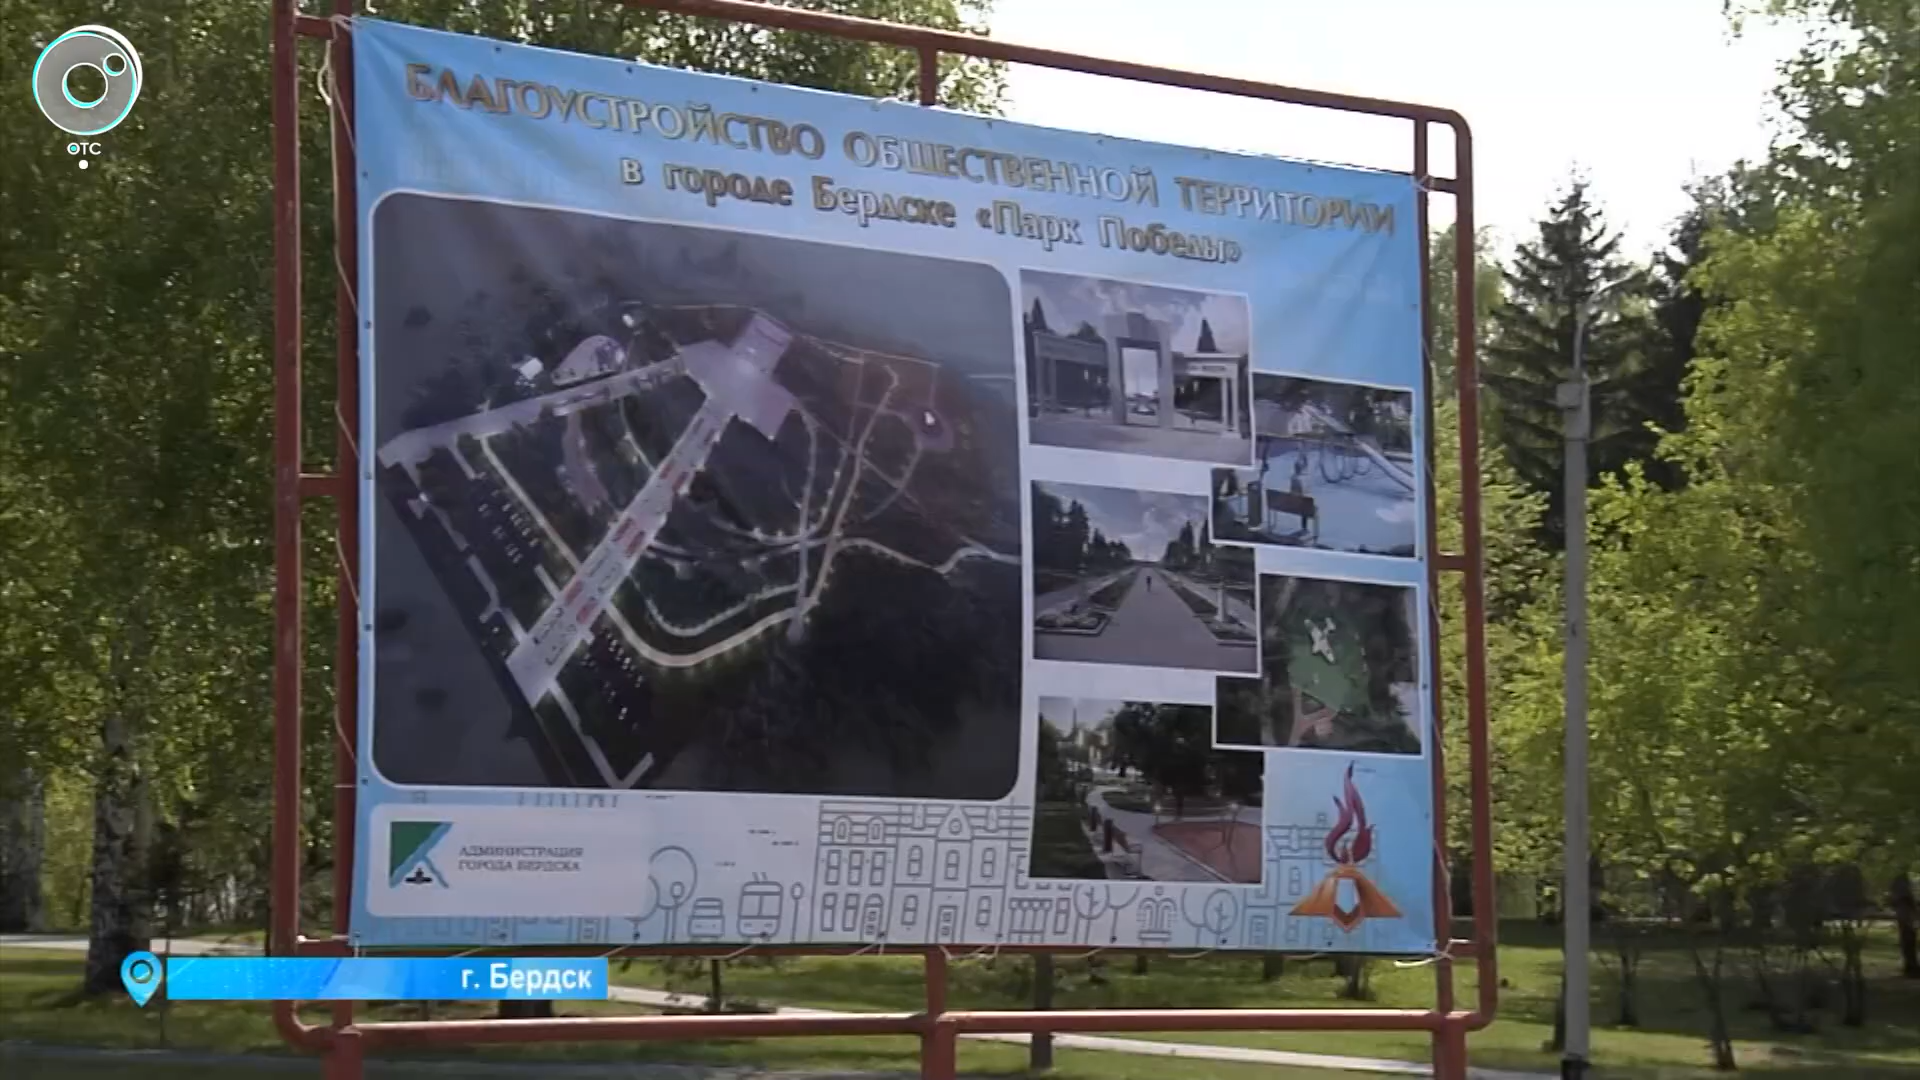 ОТС
БЛАГОУСТРОЙСТВО ОБЩЕСТВЕННОЙ ТЕРРИТОРИИ
в городе Бердске «Парк Победы»
АДМИНИСТРАЦИЯ
ГОРОДА БЕРДСКА
г. Бердск